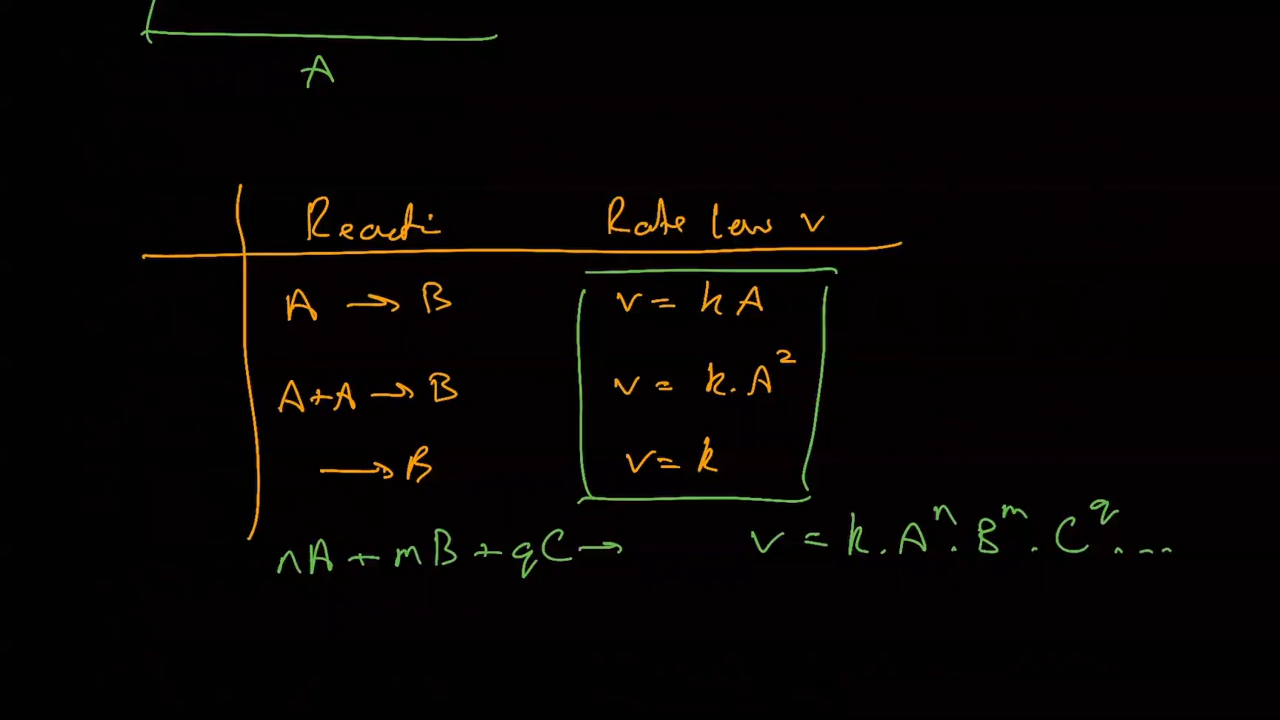 A
Reacti Rate law v
A → B v = kA
A+A → B v = k.A²
→ B v = k
nA + mB + qC → v = k.Aⁿ.Bᵐ.C^q....